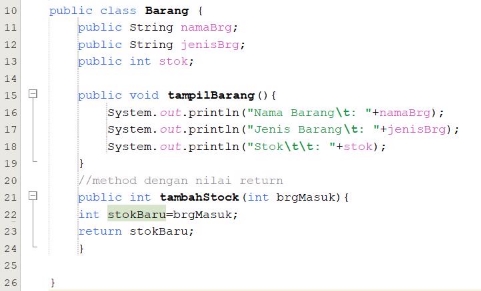 10 public class Barang {
11 public String namaBrg;
12 public String jenisBrg;
13 public int stok;
14
15 public void tampilBarang(){
16 System.out.println("Nama Barang\t: "+namaBrg);
17 System.out.println("Jenis Barang\t: "+jenisBrg);
18 System.out.println("Stok\t\t: "+stok);
19 }
20 //method dengan nilai return
21 public int tambahStock(int brgMasuk){
22 int stokBaru=brgMasuk;
23 return stokBaru;
24 }
25
26 }